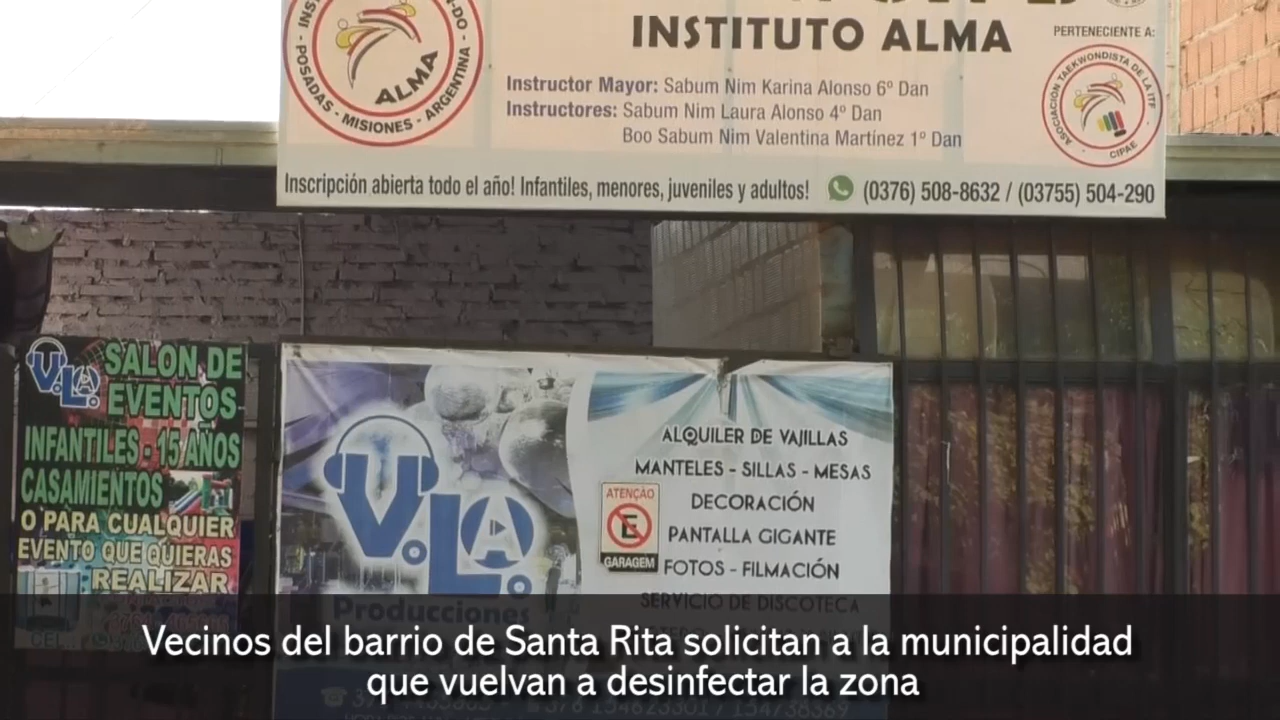 INSTITUTO ALMA
PERTENECIENTE A:
ALMA
POSADAS - MISIONES - ARGENTINA
Instructor Mayor: Sabum Nim Karina Alonso 6º Dan
Instructores: Sabum Nim Laura Alonso 4º Dan
Boo Sabum Nim Valentina Martínez 1º Dan
ASOCIACIÓN TAEKWONDISTA DE LA ITF
CIPAE
Inscripción abierta todo el año! Infantiles, menores, juveniles y adultos! (0376) 508-8632 / (03755) 504-290
V.L.A.
SALON DE
EVENTOS
INFANTILES - 15 AÑOS
CASAMIENTOS
O PARA CUALQUIER
EVENTO QUE QUIERAS
REALIZAR
CEL.
V.L.A.
Producciones
ALQUILER DE VAJILLAS
MANTELES - SILLAS - MESAS
DECORACIÓN
PANTALLA GIGANTE
FOTOS - FILMACIÓN
SERVICIO DE DISCOTECA
ATENÇÃO
E
GARAGEM
Vecinos del barrio de Santa Rita solicitan a la municipalidad
que vuelvan a desinfectar la zona